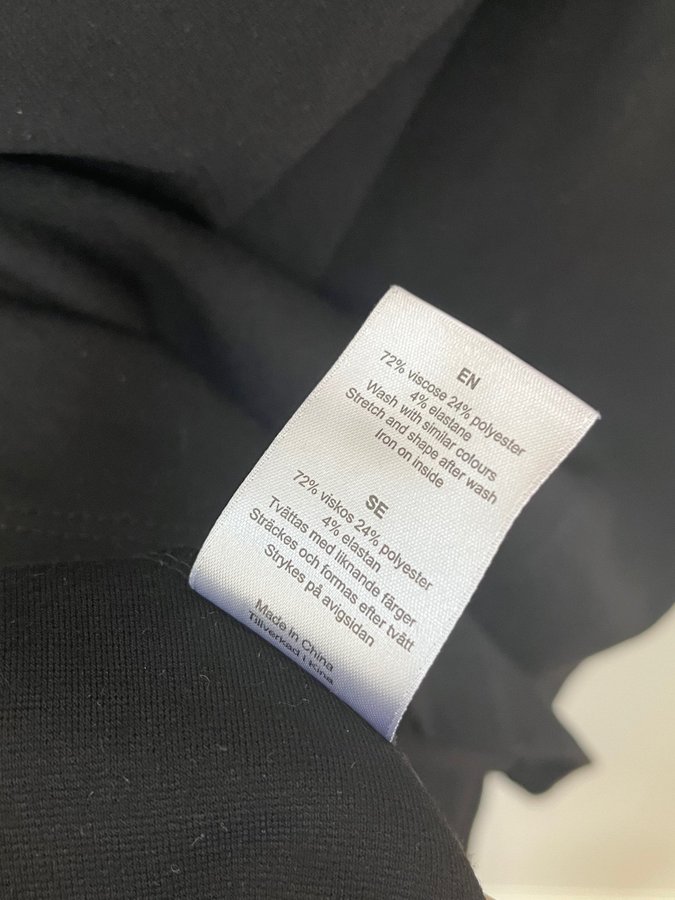 EN
72% viscose 24% polyester
4% elastane
Wash with similar colours
Stretch and shape after wash
Iron on inside
SE
72% viskos 24% polyester
4% elastan
Tvättas med liknande färger
Sträckes och formas efter tvätt
Strykes på avigsidan
Made in China
Tillverkad i Kina